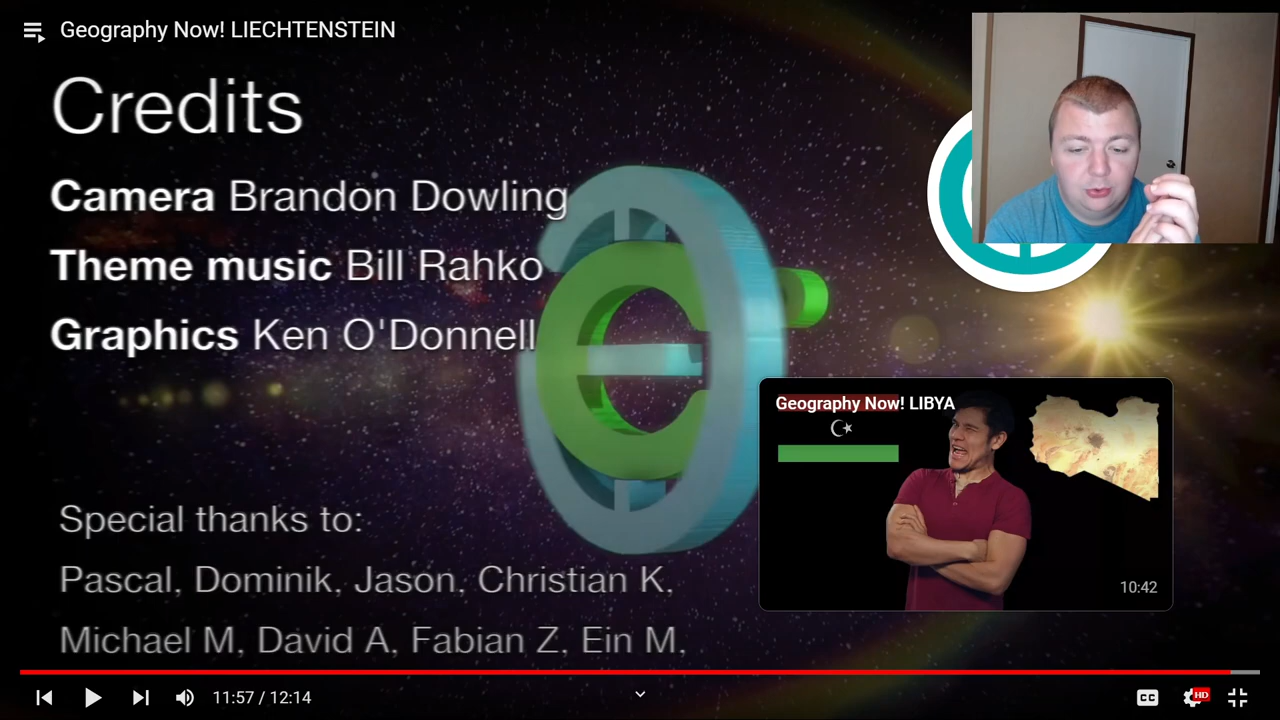 Geography Now! LIECHTENSTEIN
Credits
Camera Brandon Dowling
Theme music Bill Rahko
Graphics Ken O'Donnell
Geography Now! LIBYA
10:42
Special thanks to:
Pascal, Dominik, Jason, Christian K,
Michael M, David A, Fabian Z, Ein M,
11:57 / 12:14
CC
HD